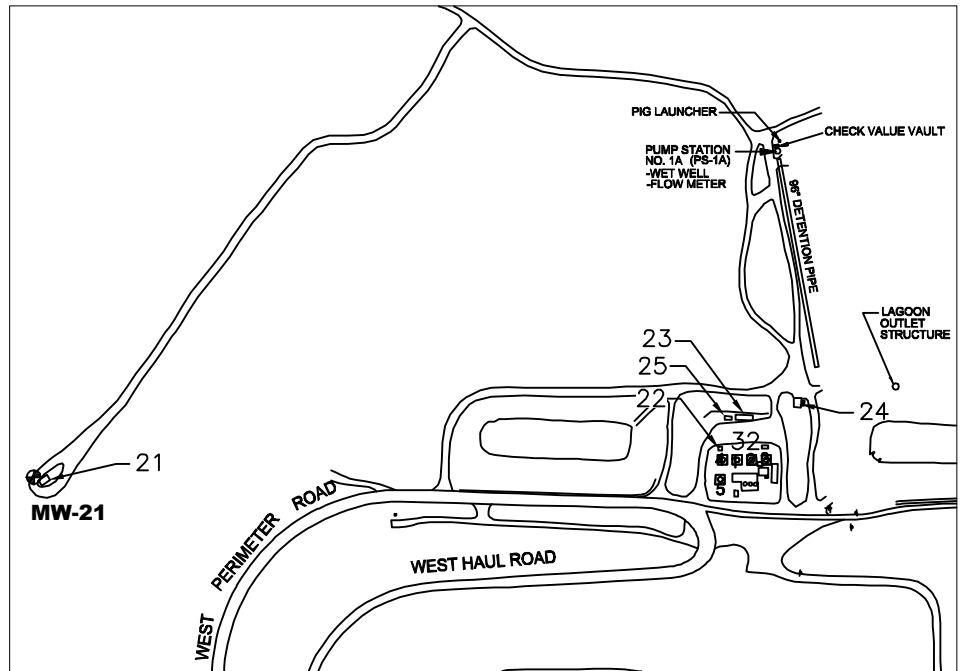 PIG LAUNCHER
CHECK VALUE VAULT
PUMP STATION
NO. 1A (PS-1A)
-WET WELL
-FLOW METER
96" DETENTION PIPE
LAGOON
OUTLET
STRUCTURE
23
25
22
24
32
21
MW-21
WEST PERIMETER ROAD
WEST HAUL ROAD